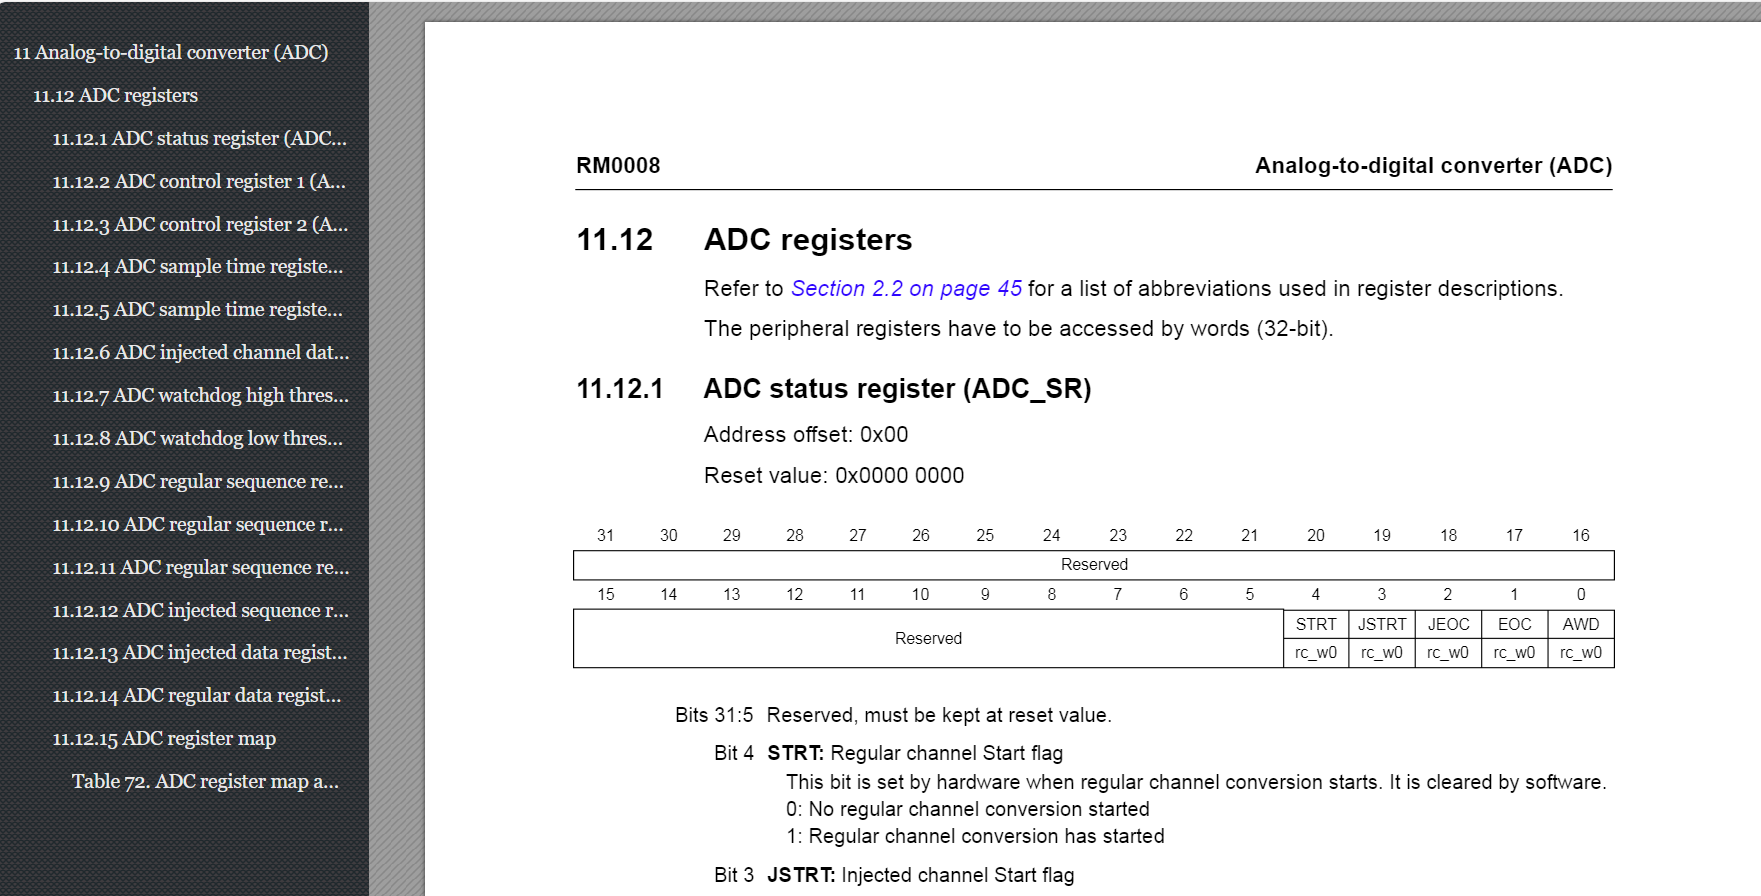 11 Analog-to-digital converter (ADC)
11.12 ADC registers
11.12.1 ADC status register (ADC...
11.12.2 ADC control register 1 (A...
11.12.3 ADC control register 2 (A...
11.12.4 ADC sample time registe...
11.12.5 ADC sample time registe...
11.12.6 ADC injected channel dat...
11.12.7 ADC watchdog high thres...
11.12.8 ADC watchdog low thres...
11.12.9 ADC regular sequence re...
11.12.10 ADC regular sequence r...
11.12.11 ADC regular sequence re...
11.12.12 ADC injected sequence r...
11.12.13 ADC injected data regist...
11.12.14 ADC regular data regist...
11.12.15 ADC register map
Table 72. ADC register map a...
RM0008 Analog-to-digital converter (ADC)
11.12 ADC registers
Refer to Section 2.2 on page 45 for a list of abbreviations used in register descriptions.
The peripheral registers have to be accessed by words (32-bit).
11.12.1 ADC status register (ADC_SR)
Address offset: 0x00
Reset value: 0x0000 0000
31 30 29 28 27 26 25 24 23 22 21 20 19 18 17 16
Reserved
15 14 13 12 11 10 9 8 7 6 5 4 3 2 1 0
Reserved STRT JSTRT JEOC EOC AWD
rc_w0 rc_w0 rc_w0 rc_w0 rc_w0
Bits 31:5 Reserved, must be kept at reset value.
Bit 4 STRT: Regular channel Start flag
This bit is set by hardware when regular channel conversion starts. It is cleared by software.
0: No regular channel conversion started
1: Regular channel conversion has started
Bit 3 JSTRT: Injected channel Start flag